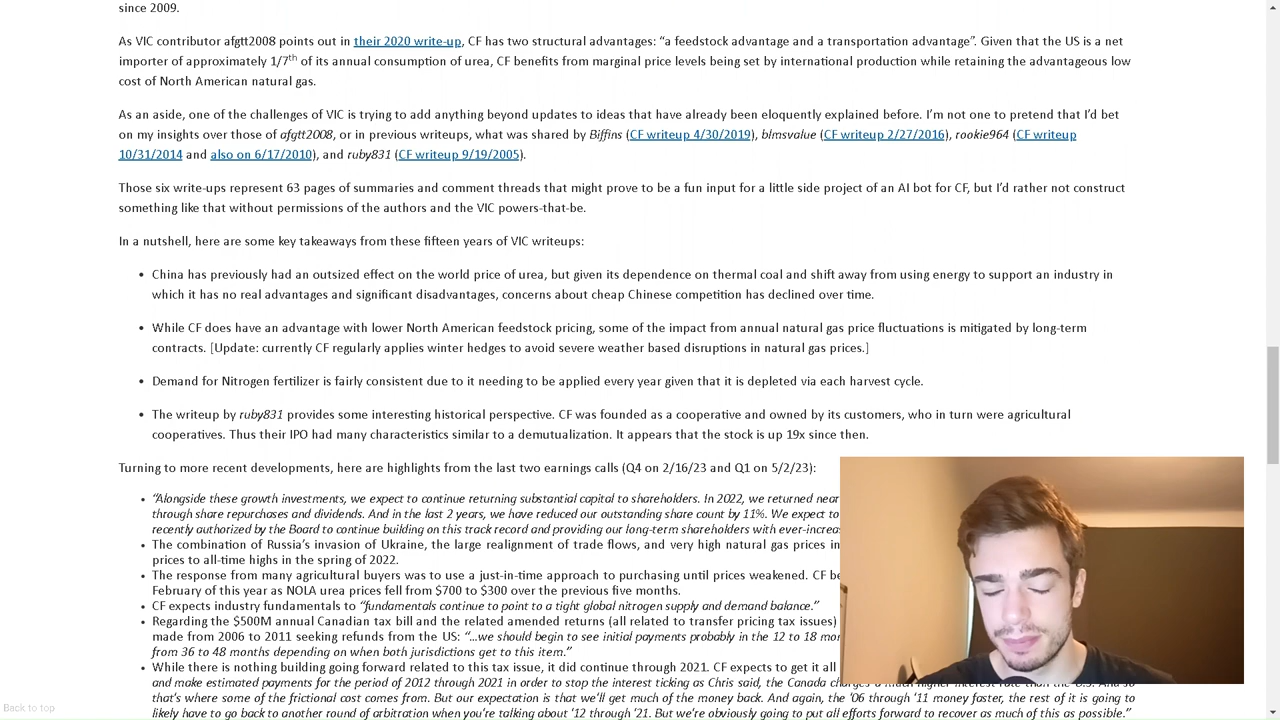 since 2009.
As VIC contributor afgtt2008 points out in their 2020 write-up, CF has two structural advantages: “a feedstock advantage and a transportation advantage”. Given that the US is a net
importer of approximately 1/7th of its annual consumption of urea, CF benefits from marginal price levels being set by international production while retaining the advantageous low
cost of North American natural gas.
As an aside, one of the challenges of VIC is trying to add anything beyond updates to ideas that have already been eloquently explained before. I’m not one to pretend that I’d bet
on my insights over those of afgtt2008, or in previous writeups, what was shared by Biffins (CF writeup 4/30/2019), blmsvalue (CF writeup 2/27/2016), rookie964 (CF writeup
10/31/2014 and also on 6/17/2010), and ruby831 (CF writeup 9/19/2005).
Those six write-ups represent 63 pages of summaries and comment threads that might prove to be a fun input for a little side project of an AI bot for CF, but I’d rather not construct
something like that without permissions of the authors and the VIC powers-that-be.
In a nutshell, here are some key takeaways from these fifteen years of VIC writeups:
• China has previously had an outsized effect on the world price of urea, but given its dependence on thermal coal and shift away from using energy to support an industry in
which it has no real advantages and significant disadvantages, concerns about cheap Chinese competition has declined over time.
• While CF does have an advantage with lower North American feedstock pricing, some of the impact from annual natural gas price fluctuations is mitigated by long-term
contracts. [Update: currently CF regularly applies winter hedges to avoid severe weather based disruptions in natural gas prices.]
• Demand for Nitrogen fertilizer is fairly consistent due to it needing to be applied every year given that it is depleted via each harvest cycle.
• The writeup by ruby831 provides some interesting historical perspective. CF was founded as a cooperative and owned by its customers, who in turn were agricultural
cooperatives. Thus their IPO had many characteristics similar to a demutualization. It appears that the stock is up 19x since then.
Turning to more recent developments, here are highlights from the last two earnings calls (Q4 on 2/16/23 and Q1 on 5/2/23):
• “Alongside these growth investments, we expect to continue returning substantial capital to shareholders. In 2022, we returned near
through share repurchases and dividends. And in the last 2 years, we have reduced our outstanding share count by 11%. We expect to
recently authorized by the Board to continue building on this track record and providing our long-term shareholders with ever-increas
• The combination of Russia’s invasion of Ukraine, the large realignment of trade flows, and very high natural gas prices in
prices to all-time highs in the spring of 2022.
• The response from many agricultural buyers was to use a just-in-time approach to purchasing until prices weakened. CF be
February of this year as NOLA urea prices fell from $700 to $300 over the previous five months.
• CF expects industry fundamentals to “fundamentals continue to point to a tight global nitrogen supply and demand balance.”
• Regarding the $500M annual Canadian tax bill and the related amended returns (all related to transfer pricing tax issues)
made from 2006 to 2011 seeking refunds from the US: “…we should begin to see initial payments probably in the 12 to 18 mor
from 36 to 48 months depending on when both jurisdictions get to this item.”
• While there is nothing building going forward related to this tax issue, it did continue through 2021. CF expects to get it all
and make estimated payments for the period of 2012 through 2021 in order to stop the interest ticking as Chris said, the Canada charges a much higher interest rate than the U.S. And so
that's where some of the frictional cost comes from. But our expectation is that we'll get much of the money back. And again, the '06 through '11 money faster, the rest of it is going to
likely have to go back to another round of arbitration when you're talking about '12 through '21. But we're obviously going to put all efforts forward to recover as much of this as possible.”
Back to top